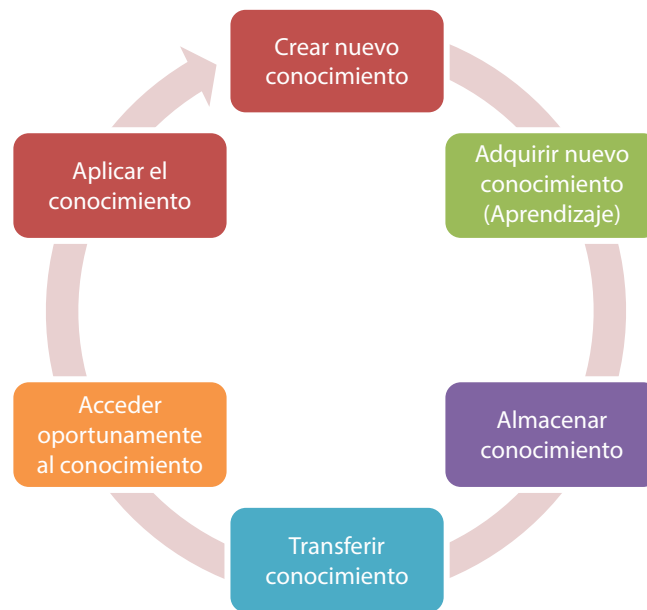 Crear nuevo
conocimiento
Adquirir nuevo
conocimiento
(Aprendizaje)
Almacenar
conocimiento
Transferir
conocimiento
Acceder
oportunamente
al conocimiento
Aplicar el
conocimiento